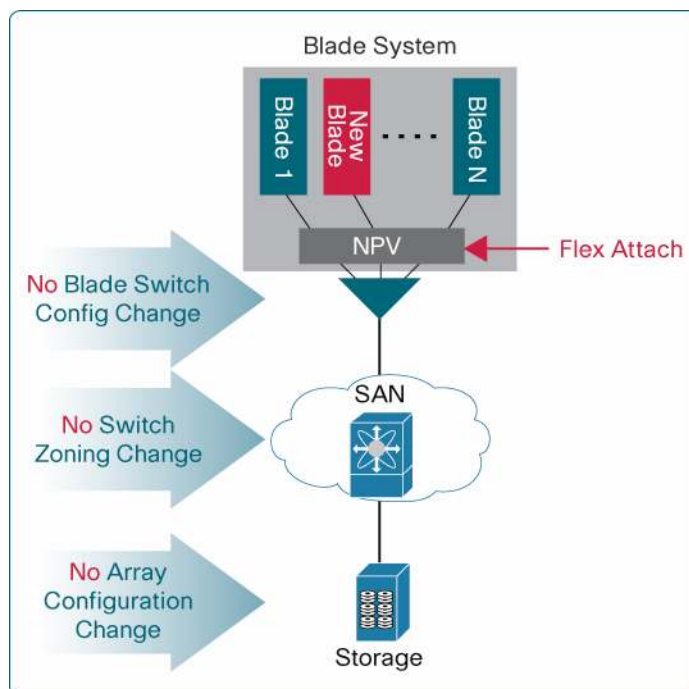 Blade System
Blade 1
New
Blade
Blade N
NPV
Flex Attach
No Blade Switch
Config Change
SAN
No Switch
Zoning Change
No Array
Configuration
Change
Storage